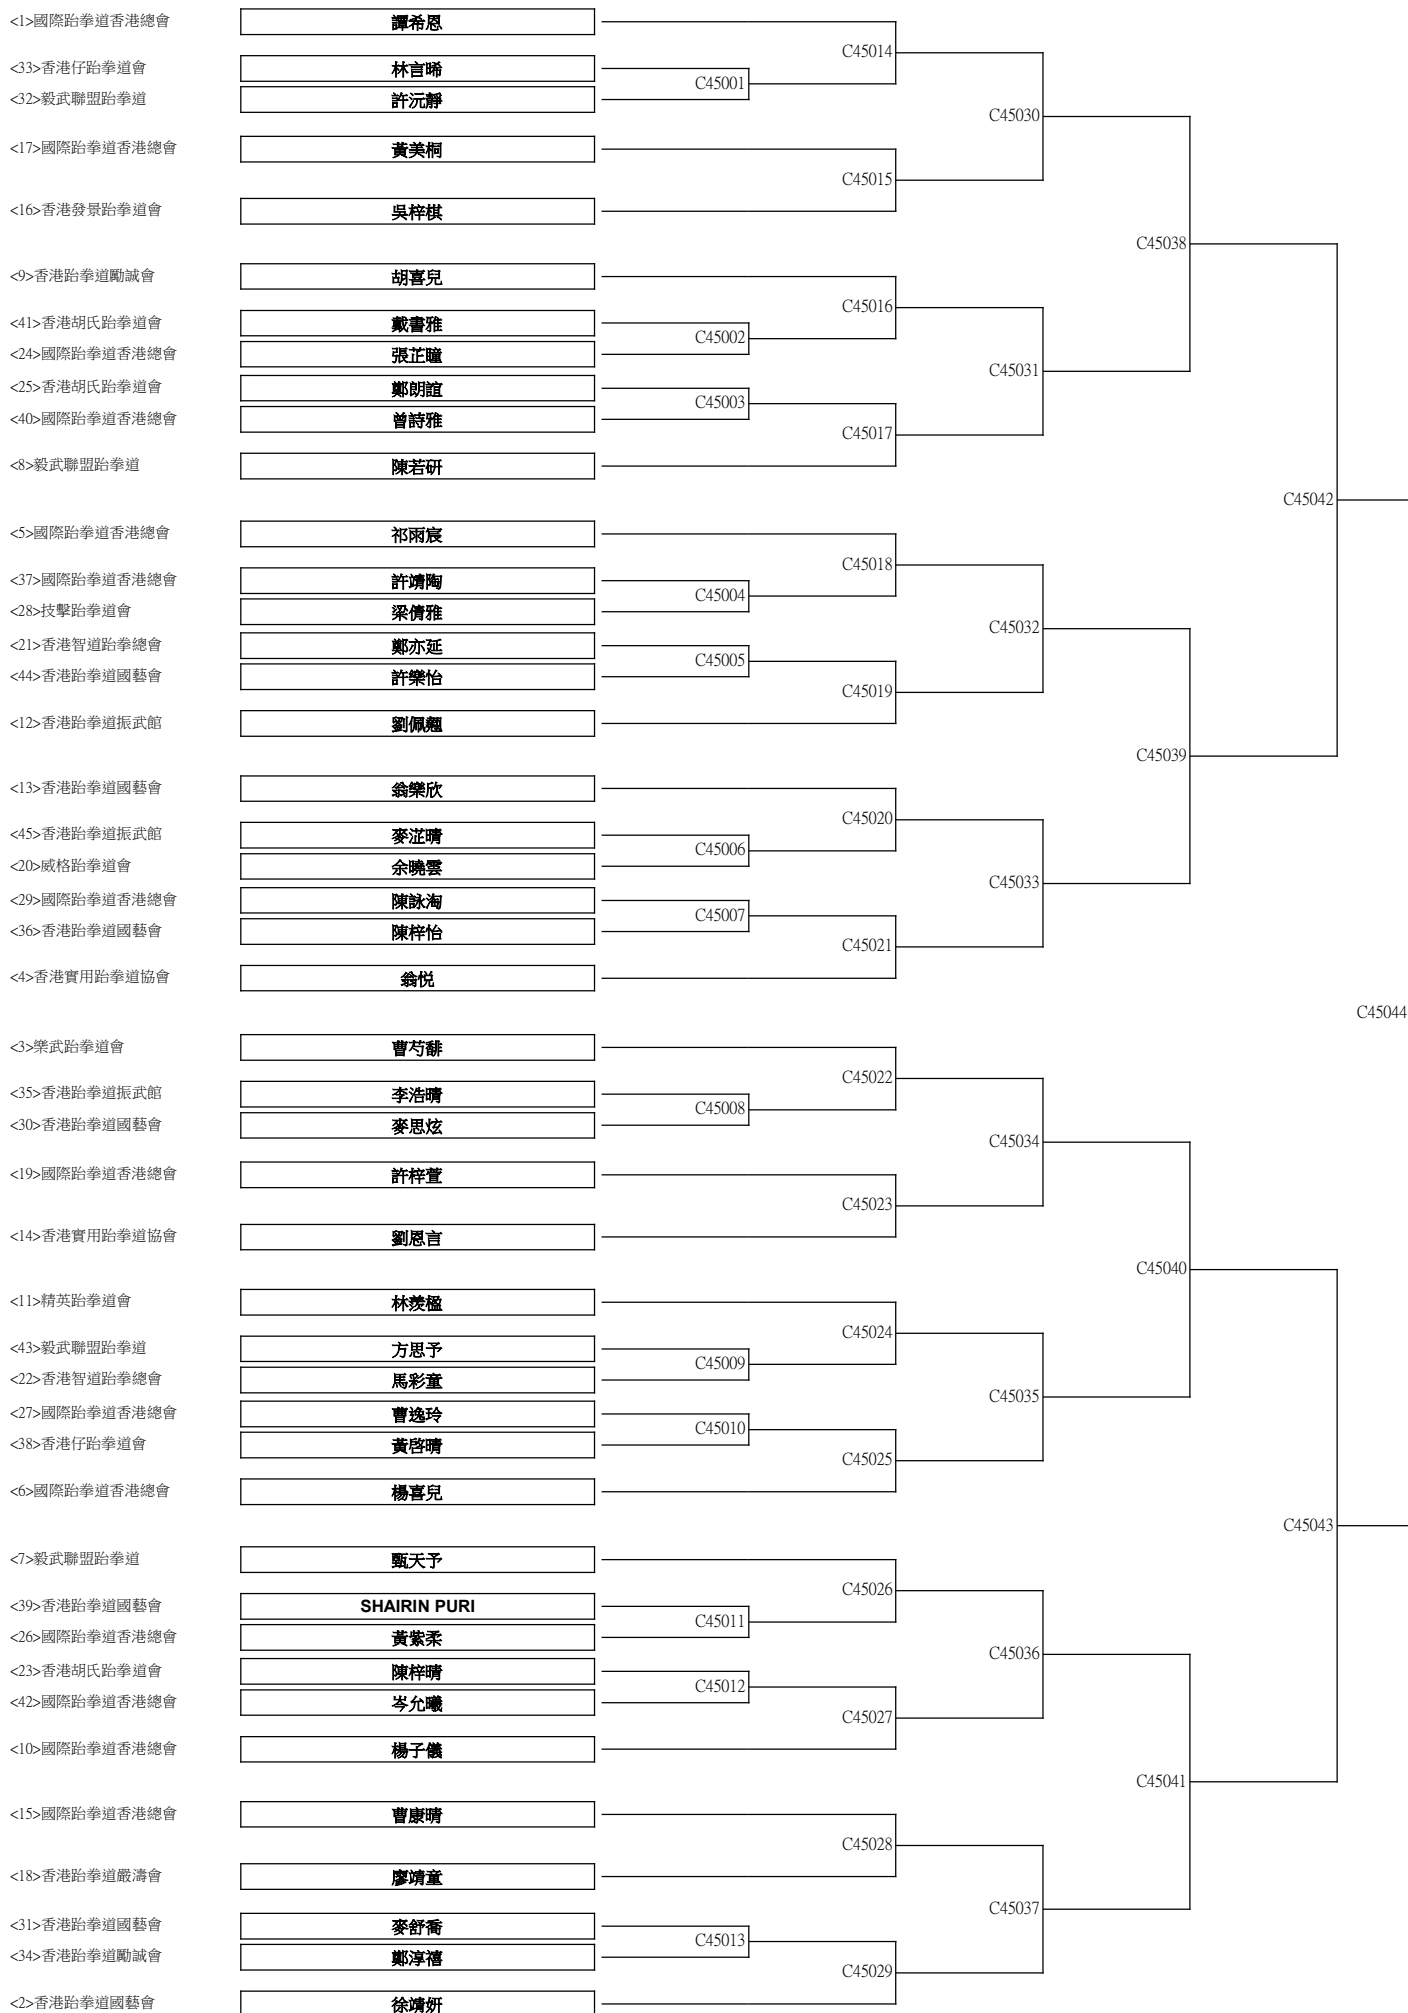 <1>國際跆拳道香港總會 譚希恩
C45014
<33>香港仔跆拳道會 林言晞
C45001
<32>毅武聯盟跆拳道 許沅靜
C45030
<17>國際跆拳道香港總會 黃美桐
C45015
<16>香港發景跆拳道會 吳梓棋
C45038
<9>香港跆拳道勵誠會 胡喜兒
C45016
<41>香港胡氏跆拳道會 戴書雅
C45002
<24>國際跆拳道香港總會 張芷曈
C45031
<25>香港胡氏跆拳道會 鄭朗誼
C45003
<40>國際跆拳道香港總會 曾詩雅
C45017
<8>毅武聯盟跆拳道 陳若研
C45042
<5>國際跆拳道香港總會 祁雨宸
C45018
<37>國際跆拳道香港總會 許靖陶
C45004
<28>技擊跆拳道會 梁倩雅
C45032
<21>香港智道跆拳總會 鄭亦延
C45005
<44>香港跆拳道國藝會 許樂怡
C45019
<12>香港跆拳道振武館 劉佩翹
C45039
<13>香港跆拳道國藝會 翁樂欣
C45020
<45>香港跆拳道振武館 麥淽晴
C45006
<20>威格跆拳道會 余曉雲
C45033
<29>國際跆拳道香港總會 陳詠淘
C45007
<36>香港跆拳道國藝會 陳梓怡
C45021
<4>香港實用跆拳道協會 翁悦
C45044
<3>樂武跆拳道會 曹芍馡
C45022
<35>香港跆拳道振武館 李浩晴
C45008
<30>香港跆拳道國藝會 麥思炫
C45034
<19>國際跆拳道香港總會 許梓萱
C45023
<14>香港實用跆拳道協會 劉恩言
C45040
<11>精英跆拳道會 林羨楹
C45024
<43>毅武聯盟跆拳道 方思予
C45009
<22>香港智道跆拳總會 馬彩童
C45035
<27>國際跆拳道香港總會 曹逸玲
C45010
<38>香港仔跆拳道會 黃啓晴
C45025
<6>國際跆拳道香港總會 楊喜兒
C45043
<7>毅武聯盟跆拳道 甄天予
C45026
<39>香港跆拳道國藝會 SHAIRIN PURI
C45011
<26>國際跆拳道香港總會 黃紫柔
C45036
<23>香港胡氏跆拳道會 陳梓晴
C45012
<42>國際跆拳道香港總會 岑允曦
C45027
<10>國際跆拳道香港總會 楊子儀
C45041
<15>國際跆拳道香港總會 曹康晴
C45028
<18>香港跆拳道嚴濤會 廖靖童
C45037
<31>香港跆拳道國藝會 麥舒喬
C45013
<34>香港跆拳道勵誠會 鄭淳禧
C45029
<2>香港跆拳道國藝會 徐靖妍